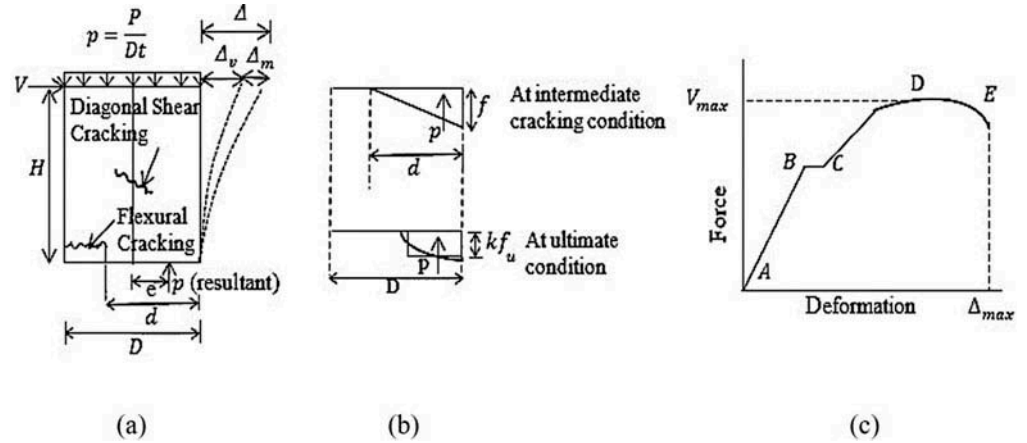 p = P / Dt
Δ
Δv Δm
V
Diagonal Shear
Cracking
H
Flexural
Cracking
e p (resultant)
d
D
(a)
f
p
At intermediate
cracking condition
d
kfu
p
At ultimate
condition
D
(b)
Vmax
D
E
B
C
A
Force
Deformation
Δmax
(c)